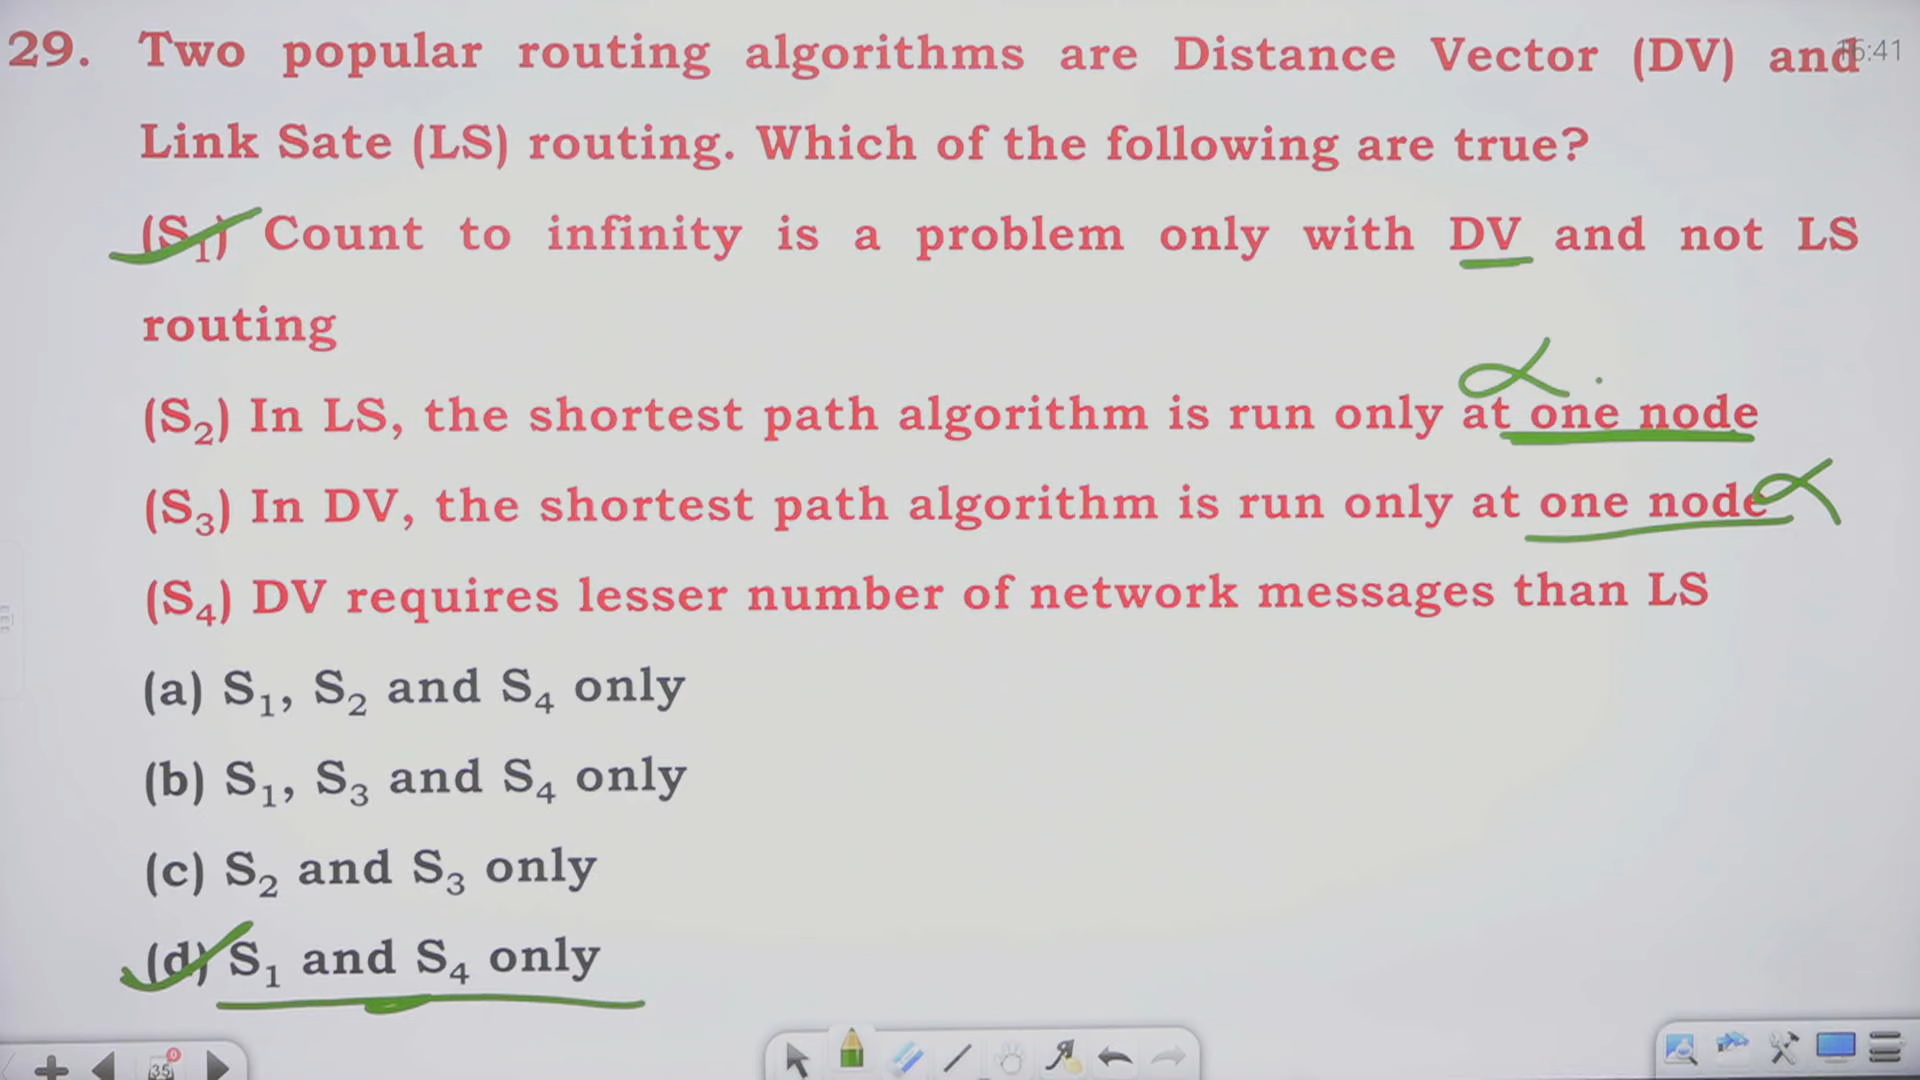 29. Two popular routing algorithms are Distance Vector (DV) and
Link Sate (LS) routing. Which of the following are true?
(S₁) Count to infinity is a problem only with DV and not LS
routing
(S₂) In LS, the shortest path algorithm is run only at one node
(S₃) In DV, the shortest path algorithm is run only at one node
(S₄) DV requires lesser number of network messages than LS
(a) S₁, S₂ and S₄ only
(b) S₁, S₃ and S₄ only
(c) S₂ and S₃ only
(d) S₁ and S₄ only
35
0